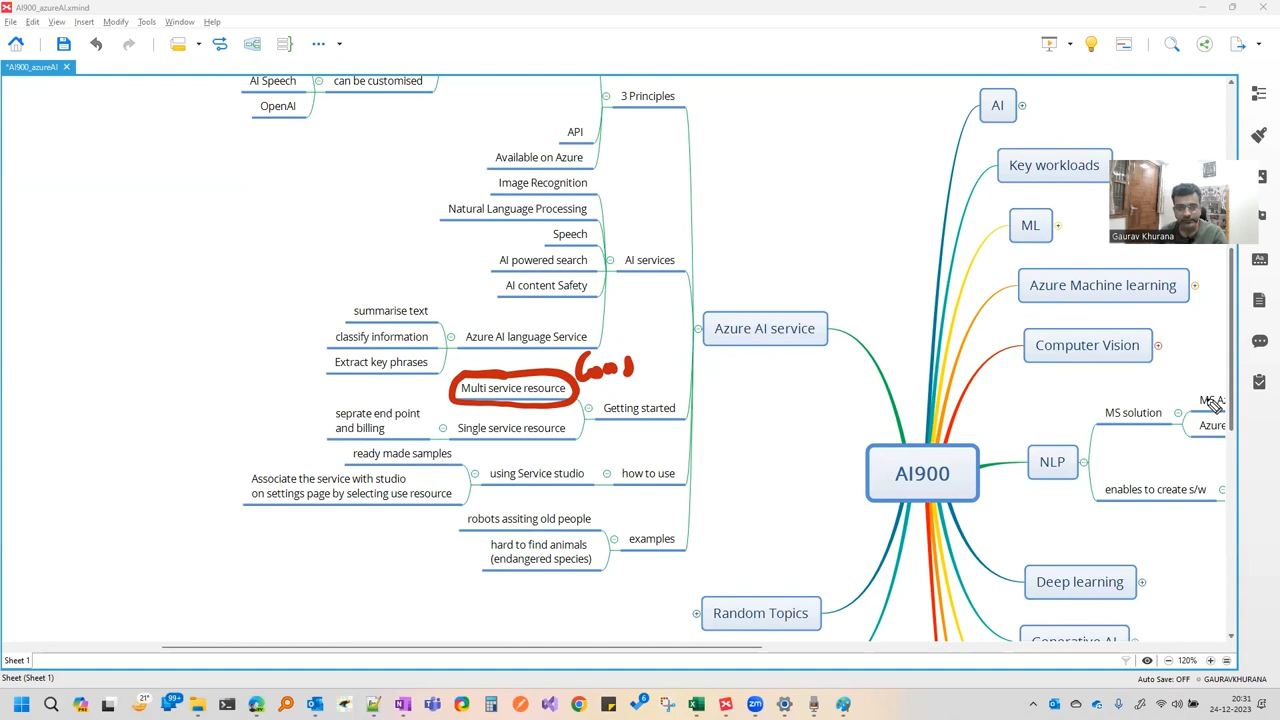 AI900_azureAI.xmind
File Edit View Insert Modify Tools Window Help
*AI900_azureAI
AI Speech
can be customised
OpenAI
3 Principles
API
Available on Azure
Image Recognition
Natural Language Processing
Speech
AI powered search
AI services
AI content Safety
summarise text
classify information
Azure AI language Service
Extract key phrases
Azure AI service
Multi service resource
Getting started
seprate end point
and billing
Single service resource
ready made samples
Associate the service with studio
on settings page by selecting use resource
using Service studio
how to use
robots assiting old people
examples
hard to find animals
(endangered species)
Random Topics
AI900
AI
Key workloads
ML
Azure Machine learning
Computer Vision
MS solution
MS Az
Azure
NLP
enables to create s/w
Deep learning
Generative AI
Gaurav Khurana
Sheet 1
120%
Sheet (Sheet 1)
Auto Save: OFF
GAURAVKHURANA
21°
99+
6
20:31
24-12-2023